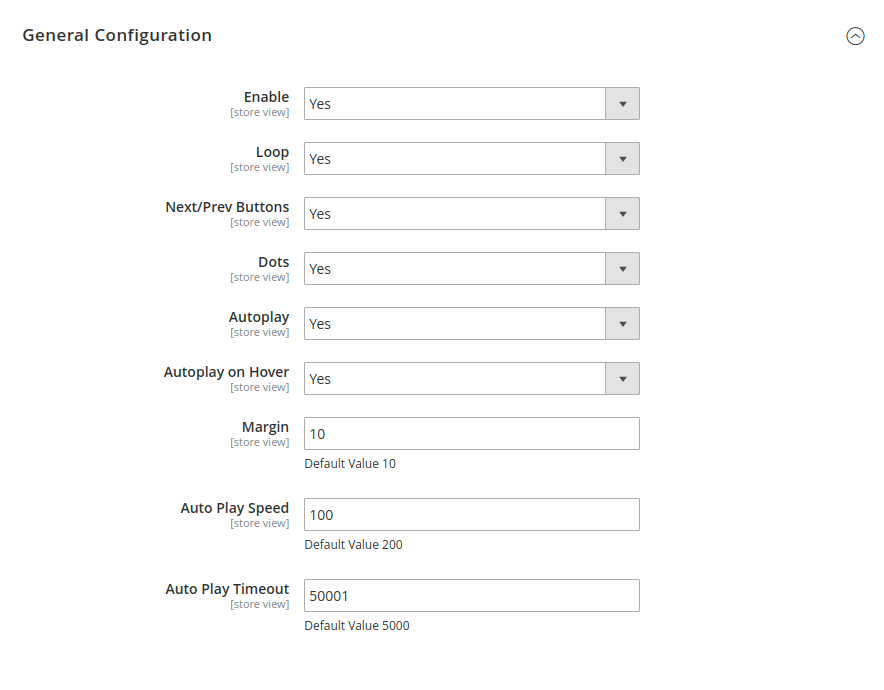 General Configuration
Enable
[store view]
Yes
Loop
[store view]
Yes
Next/Prev Buttons
[store view]
Yes
Dots
[store view]
Yes
Autoplay
[store view]
Yes
Autoplay on Hover
[store view]
Yes
Margin
[store view]
10
Default Value 10
Auto Play Speed
[store view]
100
Default Value 200
Auto Play Timeout
[store view]
50001
Default Value 5000